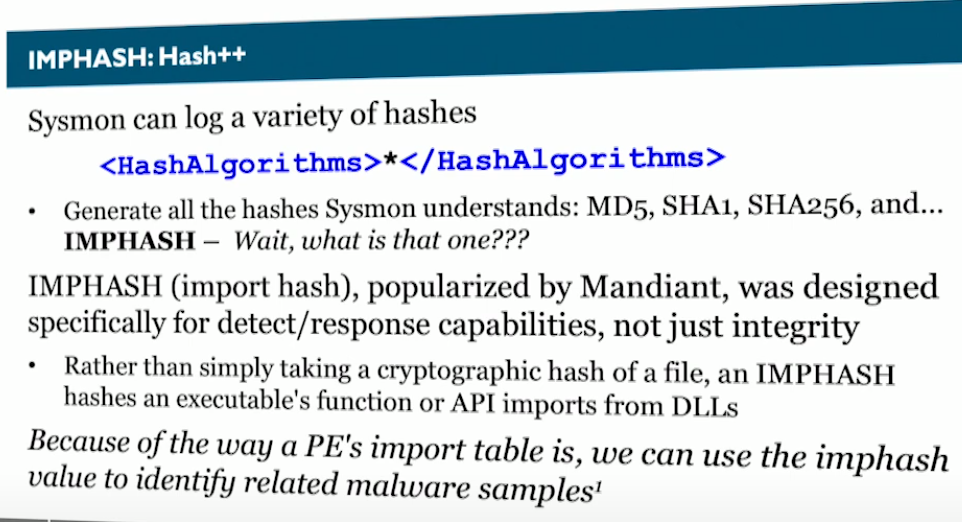 IMPHASH: Hash++
Sysmon can log a variety of hashes
<HashAlgorithms>*</HashAlgorithms>
• Generate all the hashes Sysmon understands: MD5, SHA1, SHA256, and...
IMPHASH – Wait, what is that one???
IMPHASH (import hash), popularized by Mandiant, was designed
specifically for detect/response capabilities, not just integrity
• Rather than simply taking a cryptographic hash of a file, an IMPHASH
hashes an executable's function or API imports from DLLs
Because of the way a PE's import table is, we can use the imphash
value to identify related malware samples¹